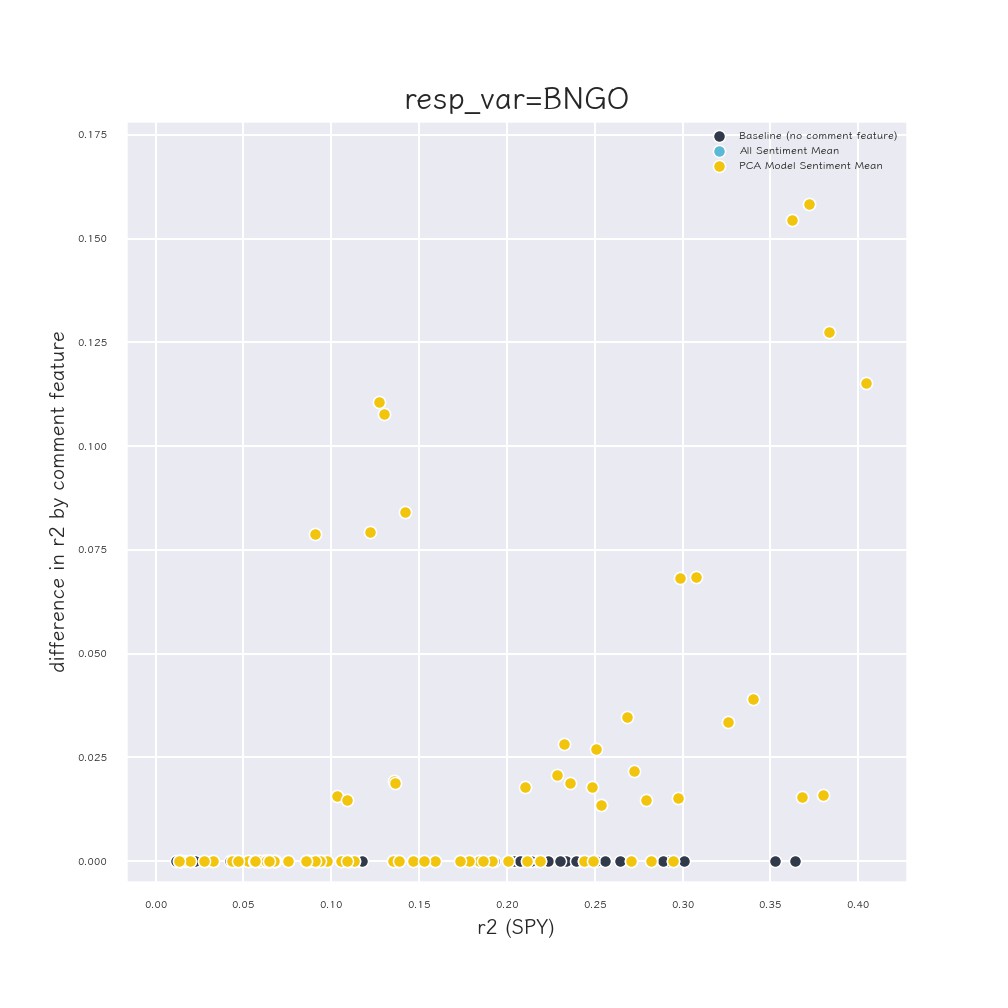 resp_var=BNGO
Baseline (no comment feature)
All Sentiment Mean
PCA Model Sentiment Mean
difference in r2 by comment feature
0.175
0.150
0.125
0.100
0.075
0.050
0.025
0.000
0.00 0.05 0.10 0.15 0.20 0.25 0.30 0.35 0.40
r2 (SPY)